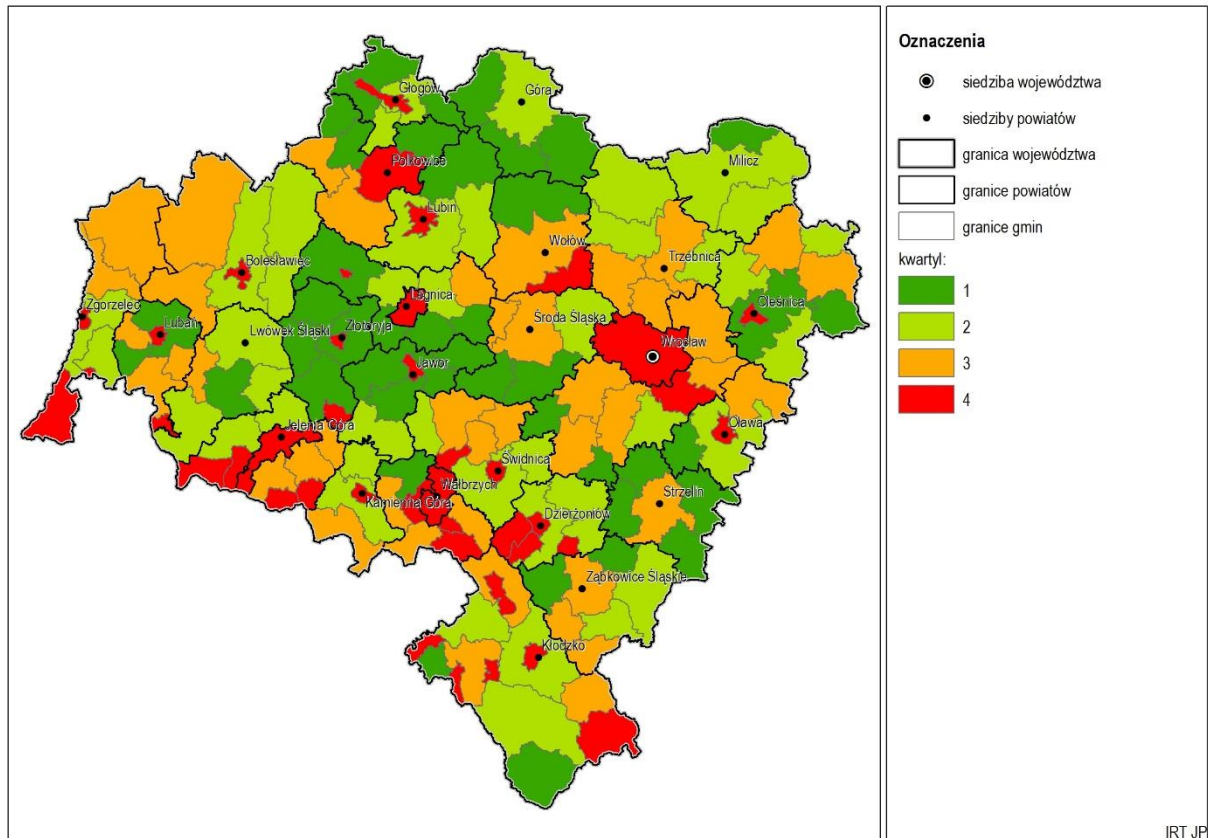 Głogów
Góra
Polkowice
Milicz
Lubin
Wołów
Bolesławiec
Trzebnica
Zgorzelec
Legnica
Oleśnica
Lubań
Lwówek Śląski
Złotoryja
Środa Śląska
Wrocław
Jawor
Jelenia Góra
Oława
Świdnica
Wałbrzych
Kamienna Góra
Strzelin
Dzierżoniów
Ząbkowice Śląskie
Kłodzko
Oznaczenia
siedziba województwa
siedziby powiatów
granica województwa
granice powiatów
granice gmin
kwartyl:
1
2
3
4
IRT JP